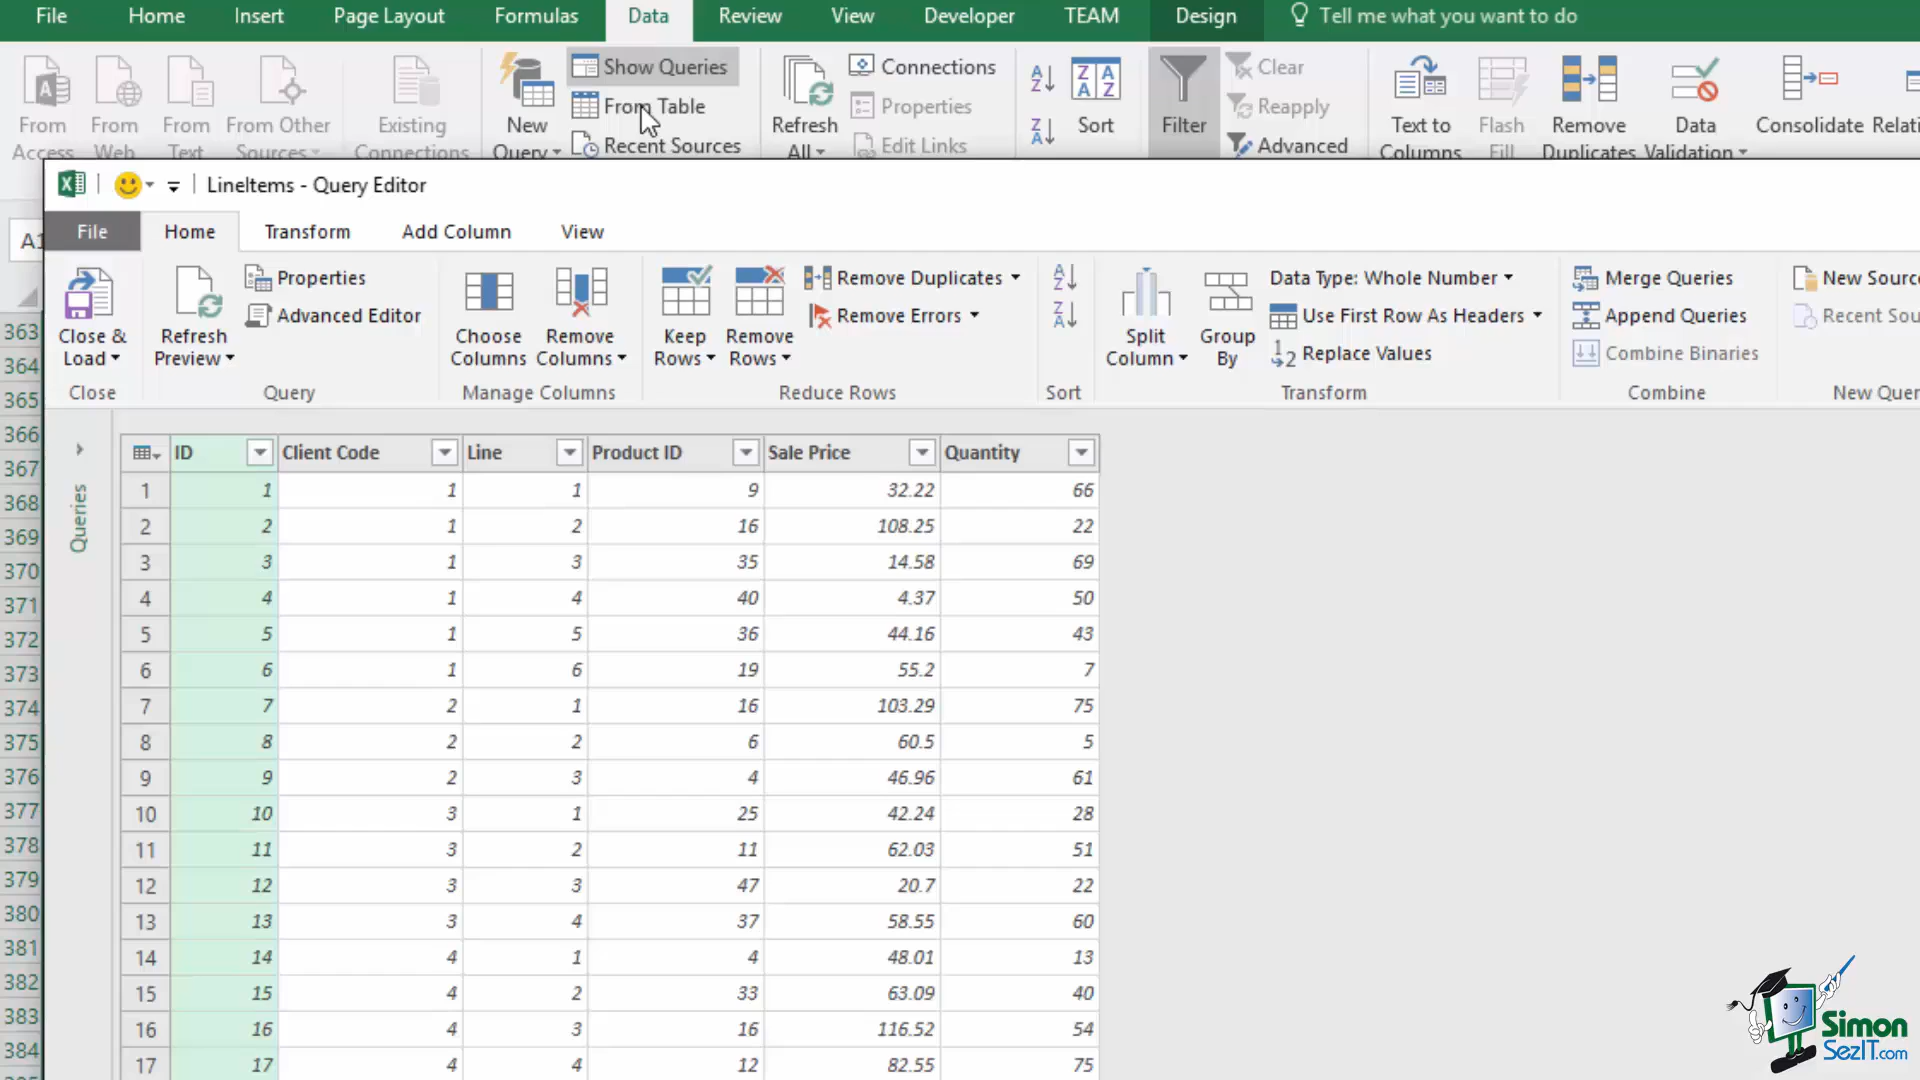 File Home Insert Page Layout Formulas Data Review View Developer TEAM Design Tell me what you want to do
From Access
From Web
From Text
From Other Sources
Existing Connections
New Query
Show Queries
From Table
Recent Sources
Refresh All
Connections
Properties
Edit Links
Sort
Filter
Clear
Reapply
Advanced
Text to Columns
Flash Fill
Remove Duplicates
Data Validation
Consolidate
LineItems - Query Editor
File Home Transform Add Column View
Close & Load
Close
Refresh Preview
Properties
Advanced Editor
Query
Choose Columns
Remove Columns
Manage Columns
Keep Rows
Remove Rows
Remove Duplicates
Remove Errors
Reduce Rows
Sort
Split Column
Group By
Data Type: Whole Number
Use First Row As Headers
Replace Values
Transform
Merge Queries
Append Queries
Combine Binaries
Combine
Queries
ID Client Code Line Product ID Sale Price Quantity
1 1 1 1 9 32.22 66
2 2 1 2 16 108.25 22
3 3 1 3 35 14.58 69
4 4 1 4 40 4.37 50
5 5 1 5 36 44.16 43
6 6 1 6 19 55.2 7
7 7 2 1 16 103.29 75
8 8 2 2 6 60.5 5
9 9 2 3 4 46.96 61
10 10 3 1 25 42.24 28
11 11 3 2 11 62.03 51
12 12 3 3 47 20.7 22
13 13 3 4 37 58.55 60
14 14 4 1 4 48.01 13
15 15 4 2 33 63.09 40
16 16 4 3 16 116.52 54
17 17 4 4 12 82.55 75
363
364
365
366
367
368
369
370
371
372
373
374
375
376
377
378
379
380
381
382
383
384
Simon
SezIT.com